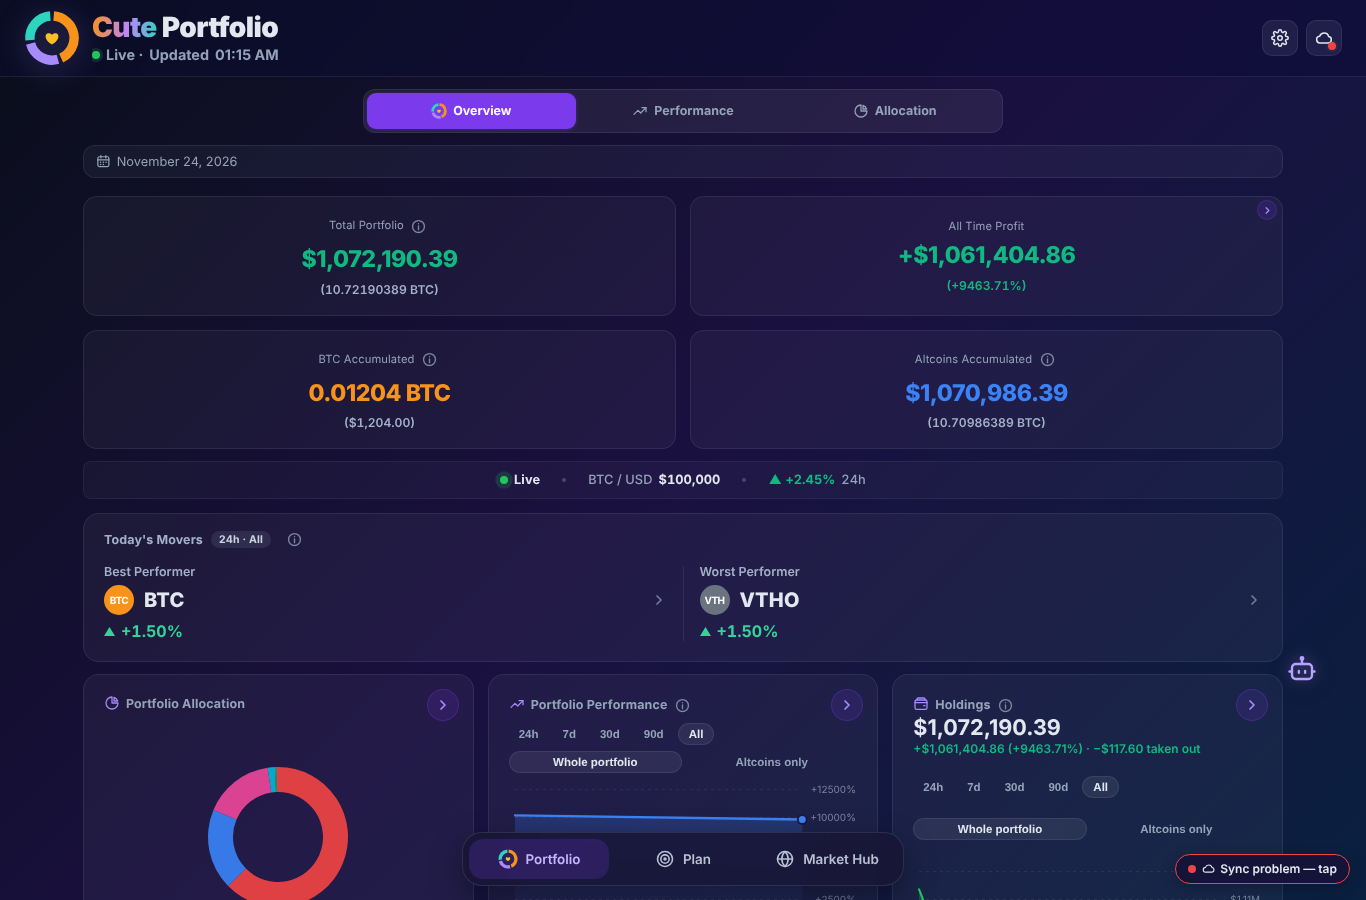 Cute Portfolio
Live · Updated 01:15 AM
Overview
Performance
Allocation
November 24, 2026
Total Portfolio
$1,072,190.39
(10.72190389 BTC)
All Time Profit
+$1,061,404.86
(+9463.71%)
BTC Accumulated
0.01204 BTC
($1,204.00)
Altcoins Accumulated
$1,070,986.39
(10.70986389 BTC)
Live • BTC / USD $100,000 • ▲ +2.45% 24h
Today's Movers 24h · All
Best Performer
BTC BTC
▲ +1.50%
Worst Performer
VTH VTHO
▲ +1.50%
Portfolio Allocation
Portfolio Performance
24h 7d 30d 90d All
Whole portfolio Altcoins only
+12500%
+10000%
+2500%
Holdings
$1,072,190.39
+$1,061,404.86 (+9463.71%) · −$117.60 taken out
24h 7d 30d 90d All
Whole portfolio Altcoins only
$1.11M
Portfolio
Plan
Market Hub
Sync problem — tap